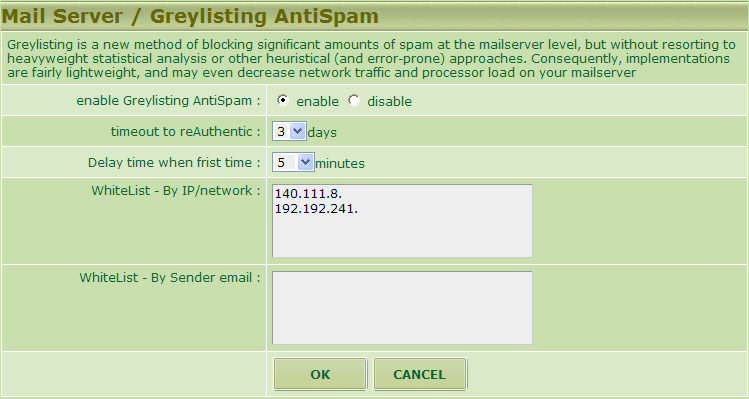 Mail Server / Greylisting AntiSpam
Greylisting is a new method of blocking significant amounts of spam at the mailserver level, but without resorting to
heavyweight statistical analysis or other heuristical (and error-prone) approaches. Consequently, implementations
are fairly lightweight, and may even decrease network traffic and processor load on your mailserver
enable Greylisting AntiSpam : enable disable
timeout to reAuthentic : 3 days
Delay time when frist time : 5 minutes
WhiteList - By IP/network : 140.111.8.
192.192.241.
WhiteList - By Sender email :
OK CANCEL